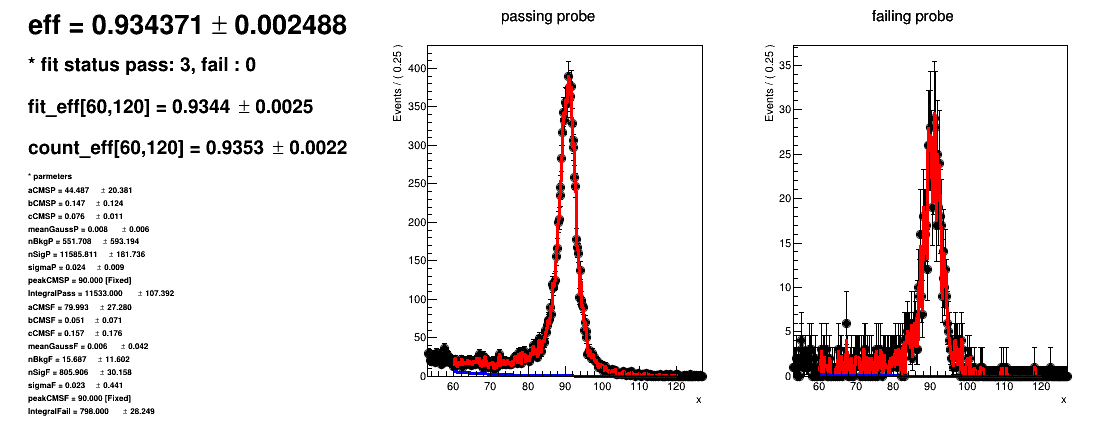 eff = 0.934371 ± 0.002488
* fit status pass: 3, fail : 0
fit_eff[60,120] = 0.9344 ± 0.0025
count_eff[60,120] = 0.9353 ± 0.0022
* parmeters
aCMSP = 44.487 ± 20.381
bCMSP = 0.147 ± 0.124
cCMSP = 0.076 ± 0.011
meanGaussP = 0.008 ± 0.006
nBkgP = 551.708 ± 593.194
nSigP = 11585.811 ± 181.736
sigmaP = 0.024 ± 0.009
peakCMSP = 90.000 [Fixed]
IntegralPass = 11533.000 ± 107.392
aCMSF = 79.993 ± 27.280
bCMSF = 0.051 ± 0.071
cCMSF = 0.157 ± 0.176
meanGaussF = 0.006 ± 0.042
nBkgF = 15.687 ± 11.602
nSigF = 805.906 ± 30.158
sigmaF = 0.023 ± 0.441
peakCMSF = 90.000 [Fixed]
IntegralFail = 798.000 ± 28.249
passing probe
Events / ( 0.25 )
400
350
300
250
200
150
100
50
0
60 70 80 90 100 110 120
x
failing probe
Events / ( 0.25 )
35
30
25
20
15
10
5
0
60 70 80 90 100 110 120
x